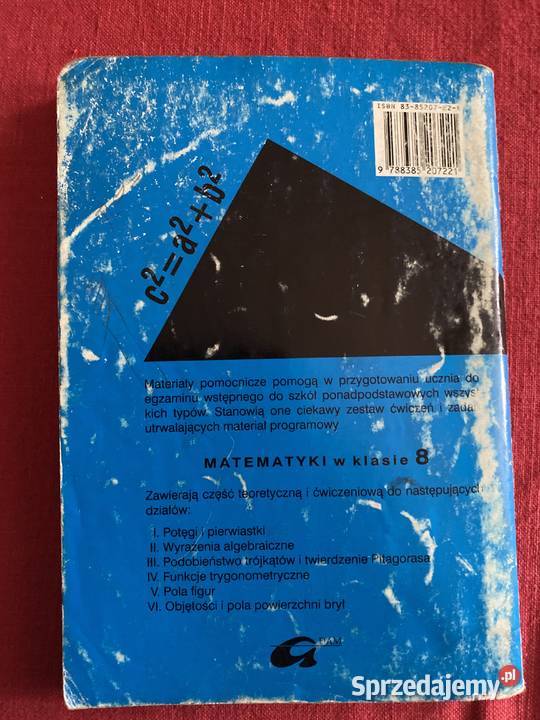 ISBN 83-85207-22-
9 788385 207221
c²=a²+b²
Materiały pomocnicze pomogą w przygotowaniu ucznia do
egzaminu wstępnego do szkół ponadpodstawowych wszys
kich typów. Stanowią one ciekawy zestaw ćwiczeń i zada
utrwalających materiał programowy
MATEMATYKI w klasie 8
Zawierają część teoretyczną i ćwiczeniową do następujących
działów:
I. Potęgi i pierwiastki
II. Wyrażenia algebraiczne
III. Podobieństwo trójkątów i twierdzenie Pitagorasa
IV. Funkcje trygonometryczne
V. Pola figur
VI. Objętości i pola powierzchni brył
Sprzedajemy.pl